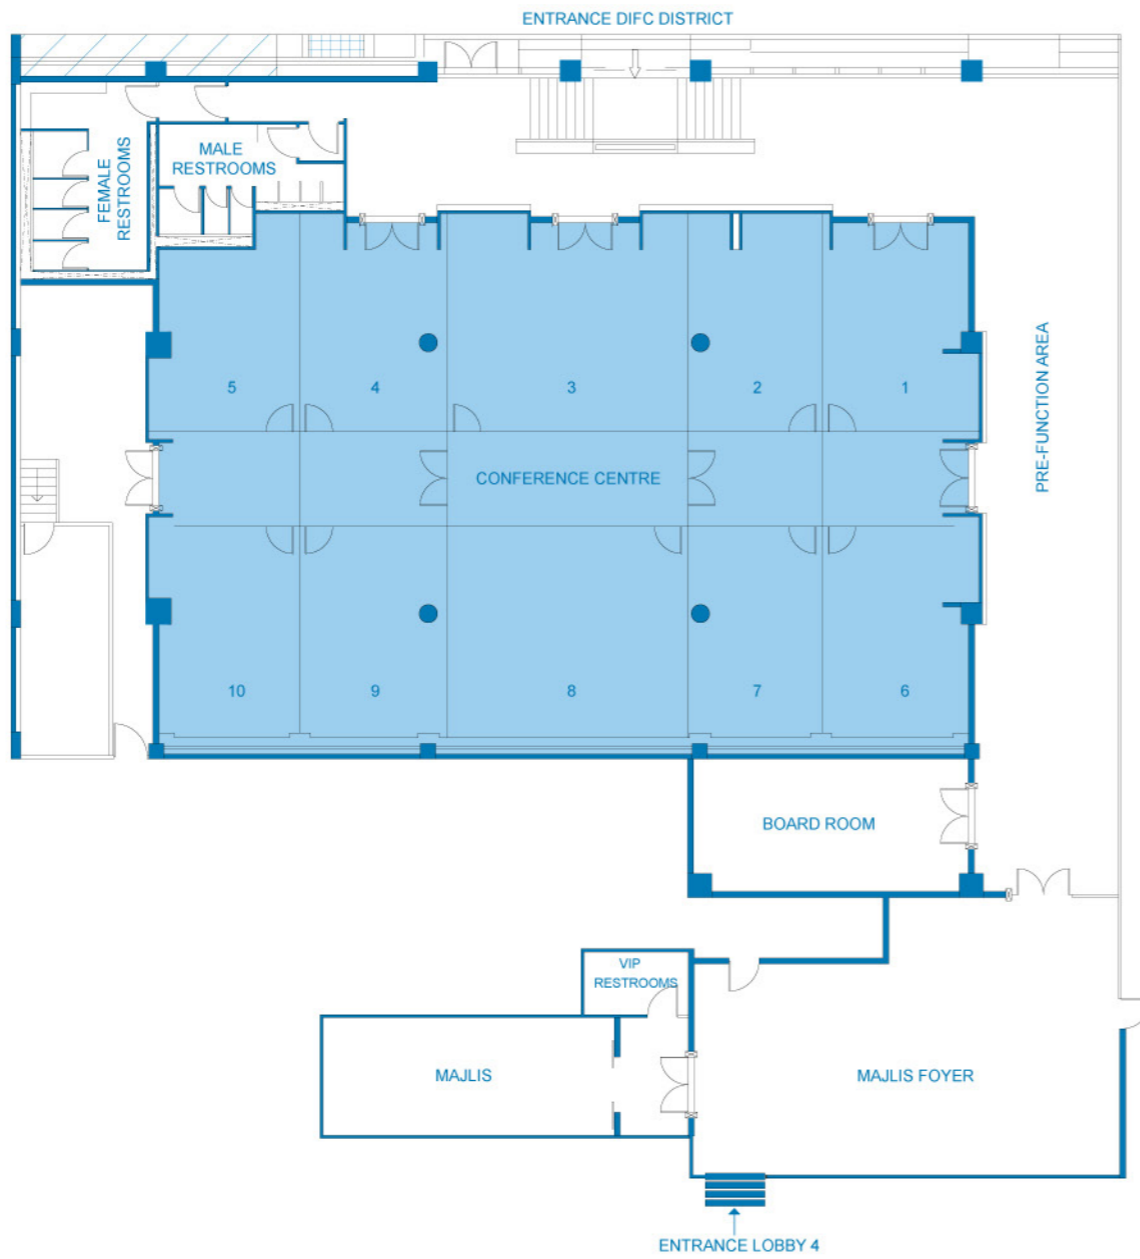 ENTRANCE DIFC DISTRICT
FEMALE
RESTROOMS
MALE
RESTROOMS
PRE-FUNCTION AREA
5
4
3
2
1
CONFERENCE CENTRE
10
9
8
7
6
BOARD ROOM
VIP
RESTROOMS
MAJLIS
MAJLIS FOYER
ENTRANCE LOBBY 4